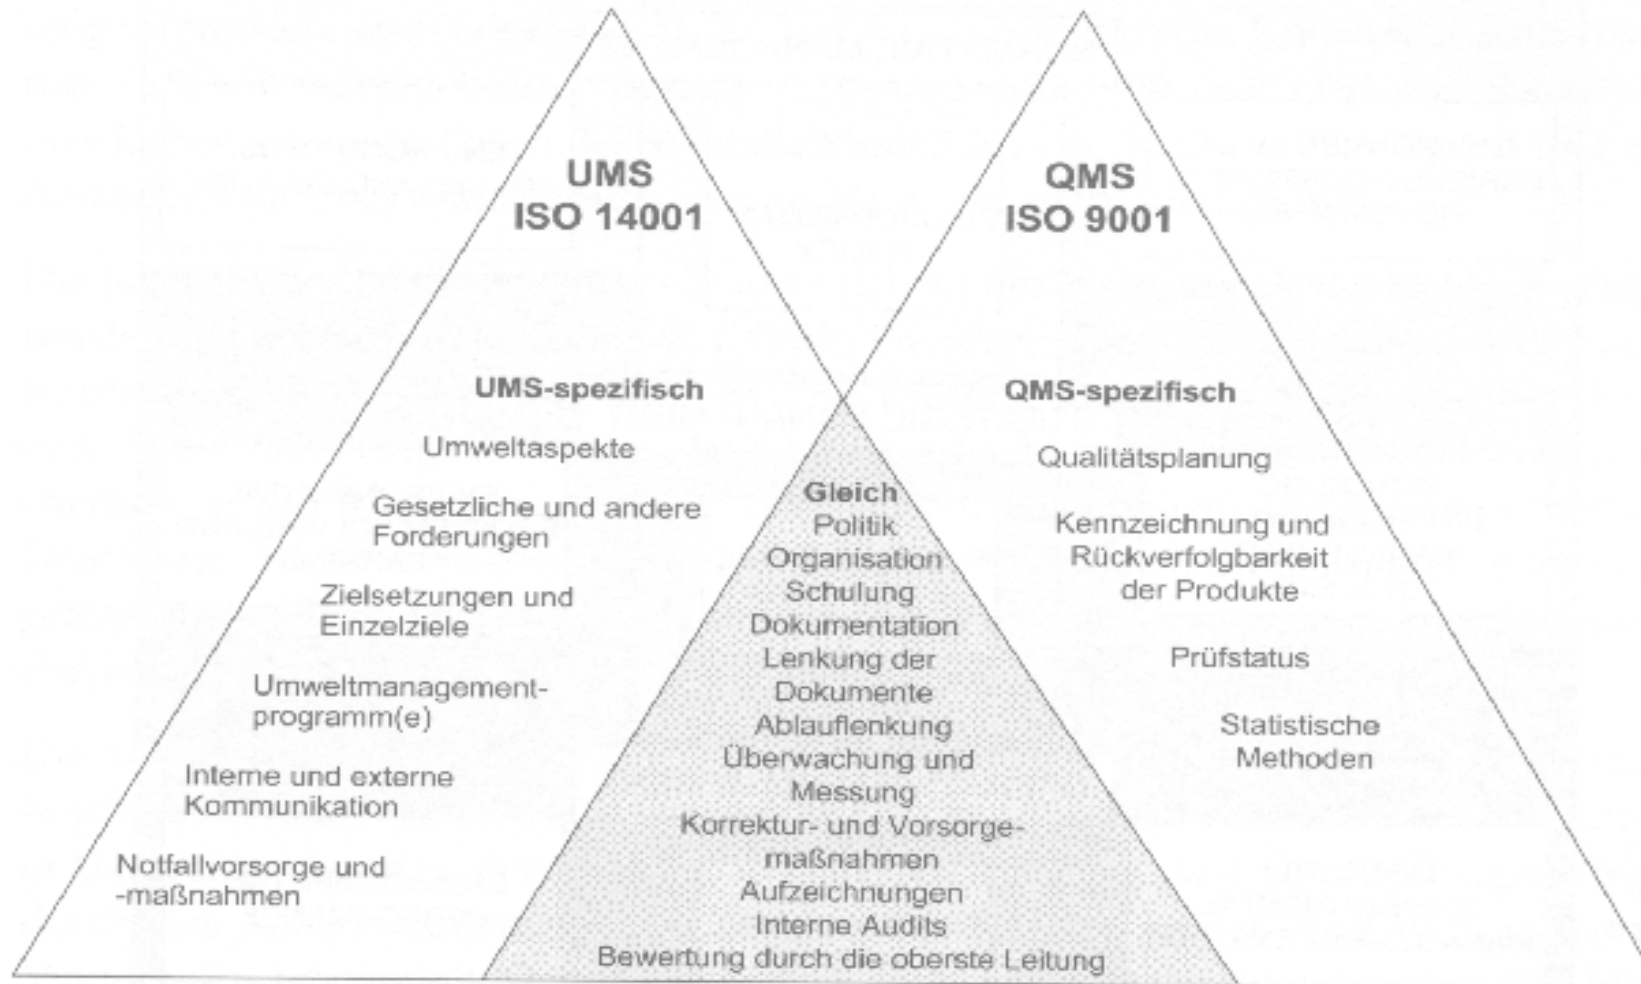 UMS
ISO 14001
UMS-spezifisch
Umweltaspekte
Gesetzliche und andere
Forderungen
Zielsetzungen und
Einzelziele
Umweltmanagement-
programm(e)
Interne und externe
Kommunikation
Notfallvorsorge und
-maßnahmen
Gleich
Politik
Organisation
Schulung
Dokumentation
Lenkung der
Dokumente
Ablauflenkung
Überwachung und
Messung
Korrektur- und Vorsorge-
maßnahmen
Aufzeichnungen
Interne Audits
Bewertung durch die oberste Leitung
QMS
ISO 9001
QMS-spezifisch
Qualitätsplanung
Kennzeichnung und
Rückverfolgbarkeit
der Produkte
Prüfstatus
Statistische
Methoden